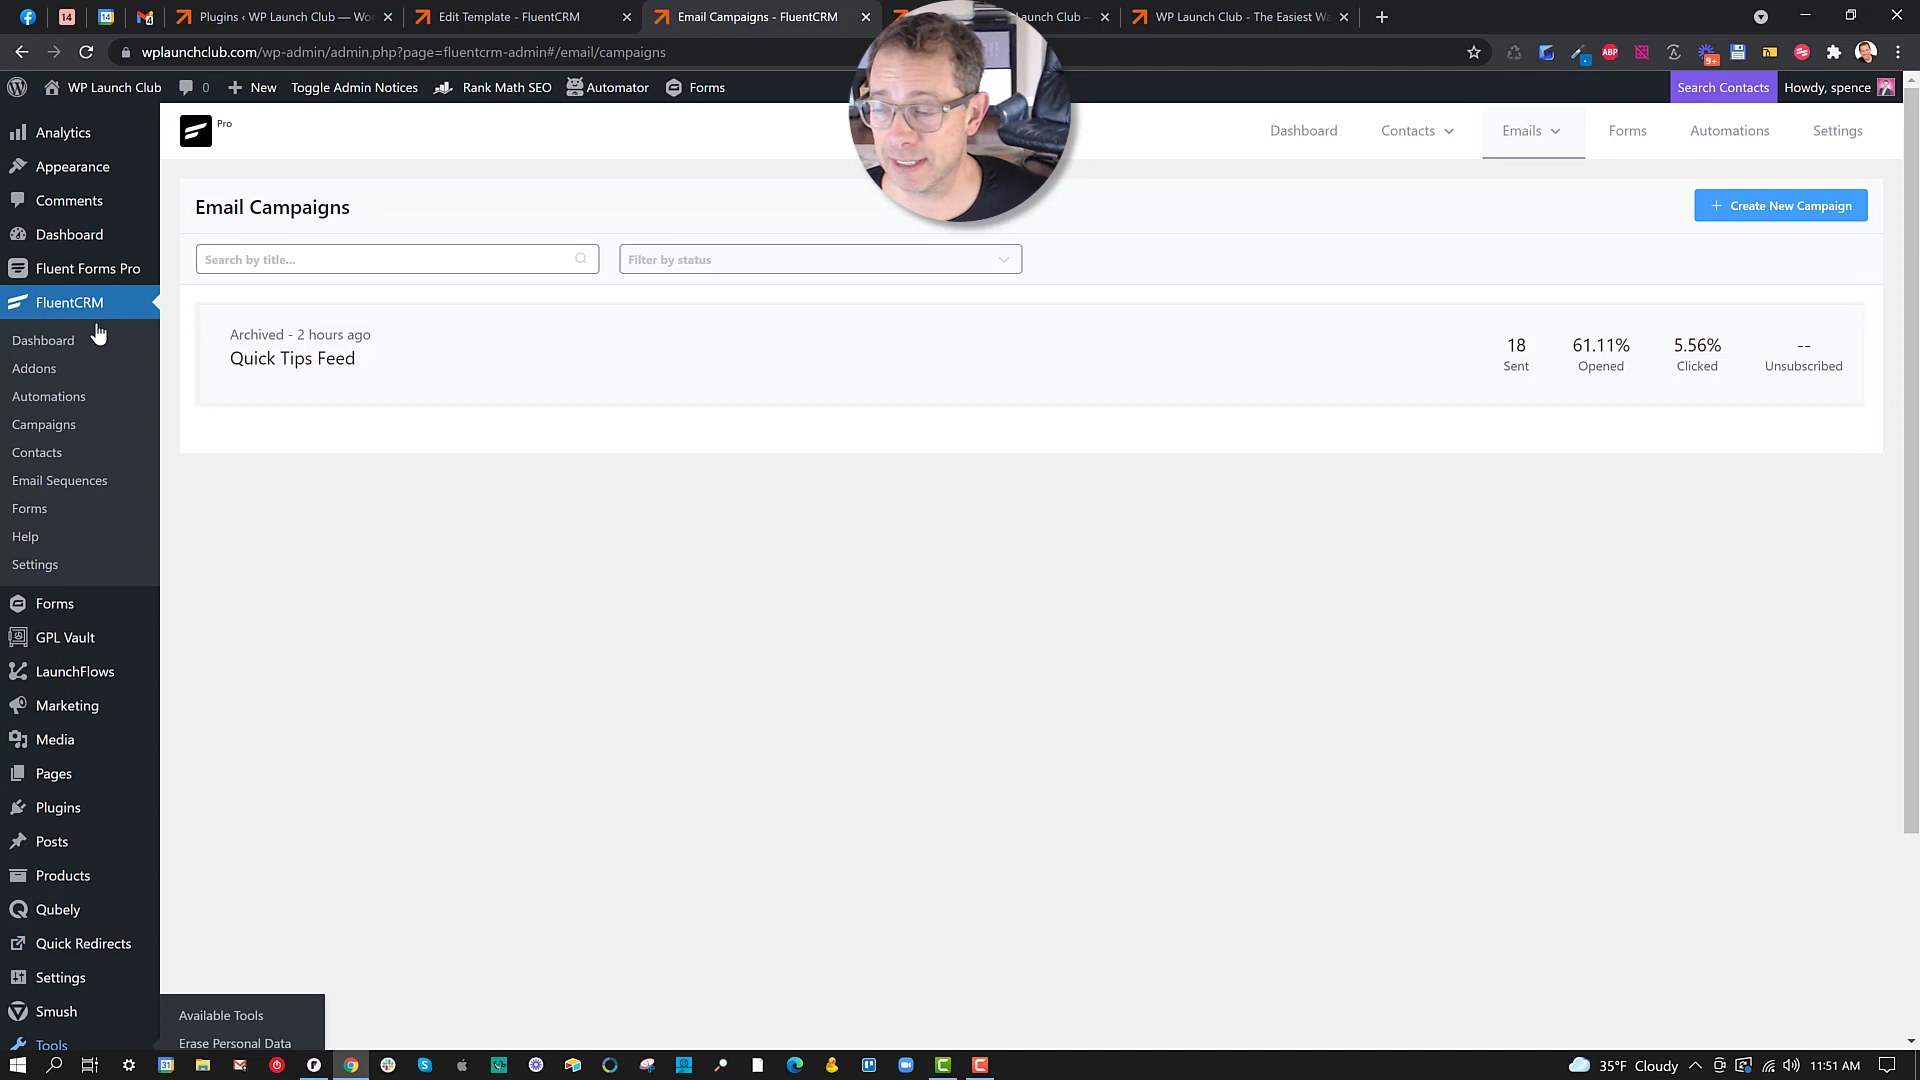 Plugins ‹ WP Launch Club — Wor
Edit Template - FluentCRM
Email Campaigns - FluentCRM
Launch Club —
WP Launch Club - The Easiest Wa
wplaunchclub.com/wp-admin/admin.php?page=fluentcrm-admin#/email/campaigns
ABP
9+
WP Launch Club
0
New
Toggle Admin Notices
Rank Math SEO
Automator
Forms
Search Contacts
Howdy, spence
Analytics
Appearance
Comments
Dashboard
Fluent Forms Pro
FluentCRM
Dashboard
Addons
Automations
Campaigns
Contacts
Email Sequences
Forms
Help
Settings
Forms
GPL Vault
LaunchFlows
Marketing
Media
Pages
Plugins
Posts
Products
Qubely
Quick Redirects
Settings
Smush
Tools
Available Tools
Erase Personal Data
Pro
Dashboard
Contacts
Emails
Forms
Automations
Settings
Email Campaigns
+ Create New Campaign
Search by title...
Filter by status
Archived - 2 hours ago
Quick Tips Feed
18
Sent
61.11%
Opened
5.56%
Clicked
--
Unsubscribed
35°F Cloudy
11:51 AM